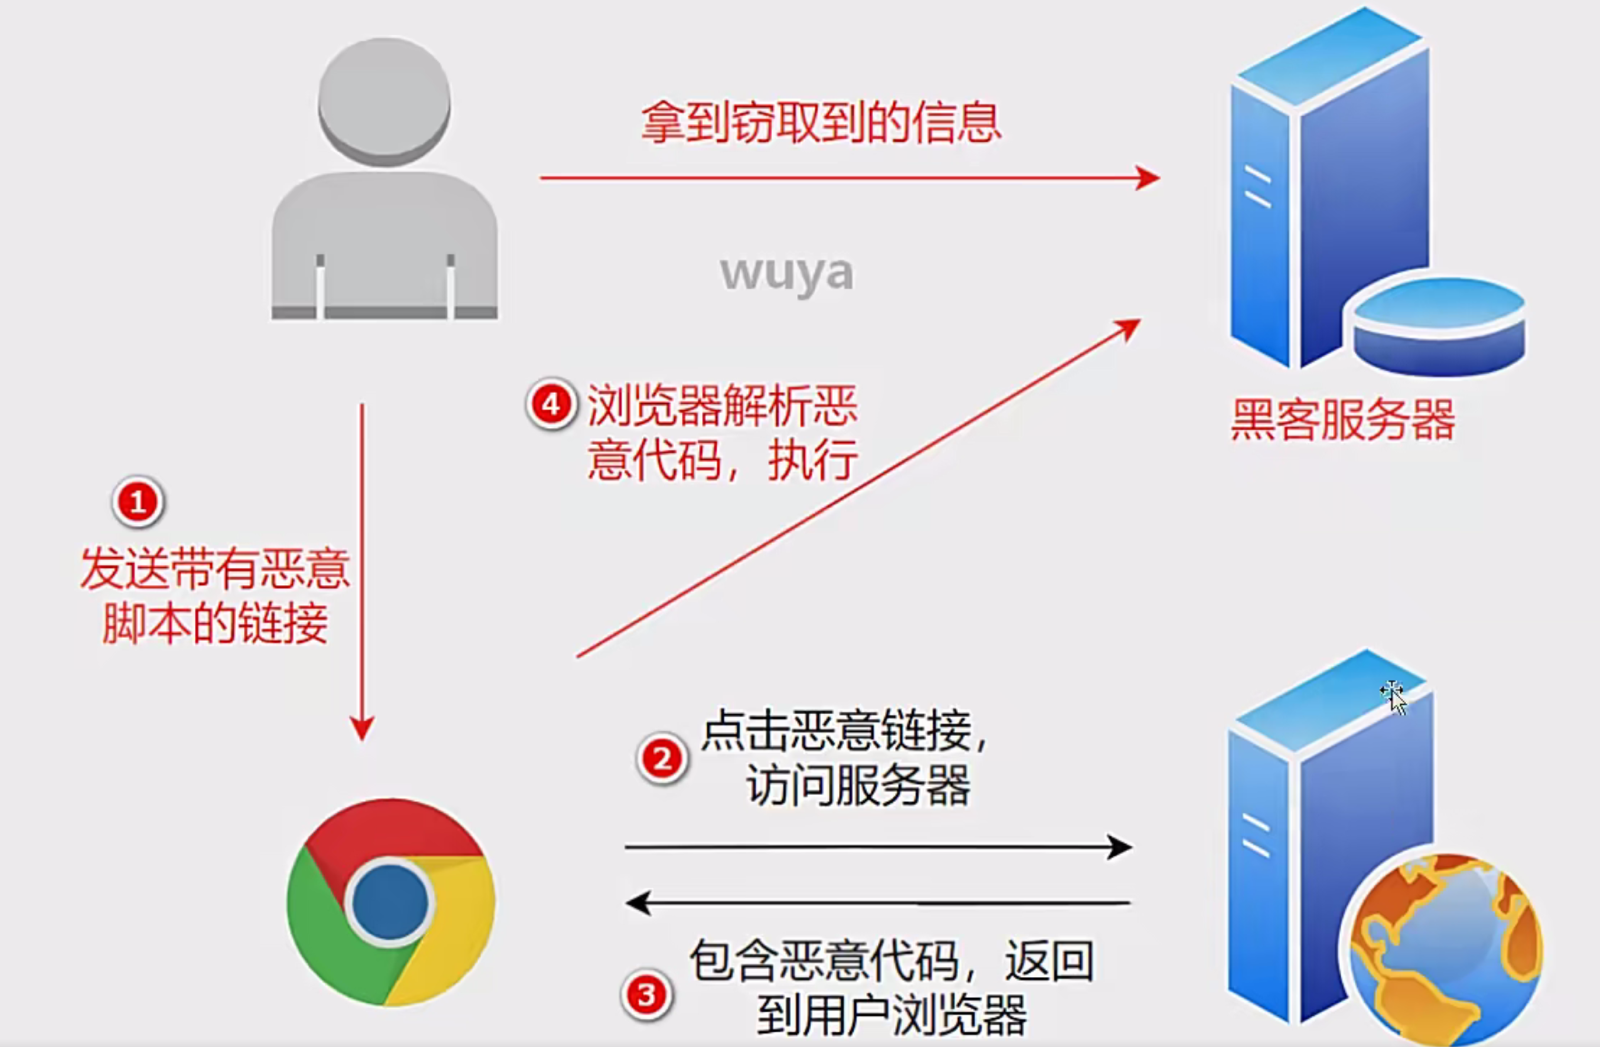 拿到窃取到的信息
wuya
4
浏览器解析恶
意代码，执行
黑客服务器
1
发送带有恶意
脚本的链接
2
点击恶意链接，
访问服务器
3
包含恶意代码，返回
到用户浏览器